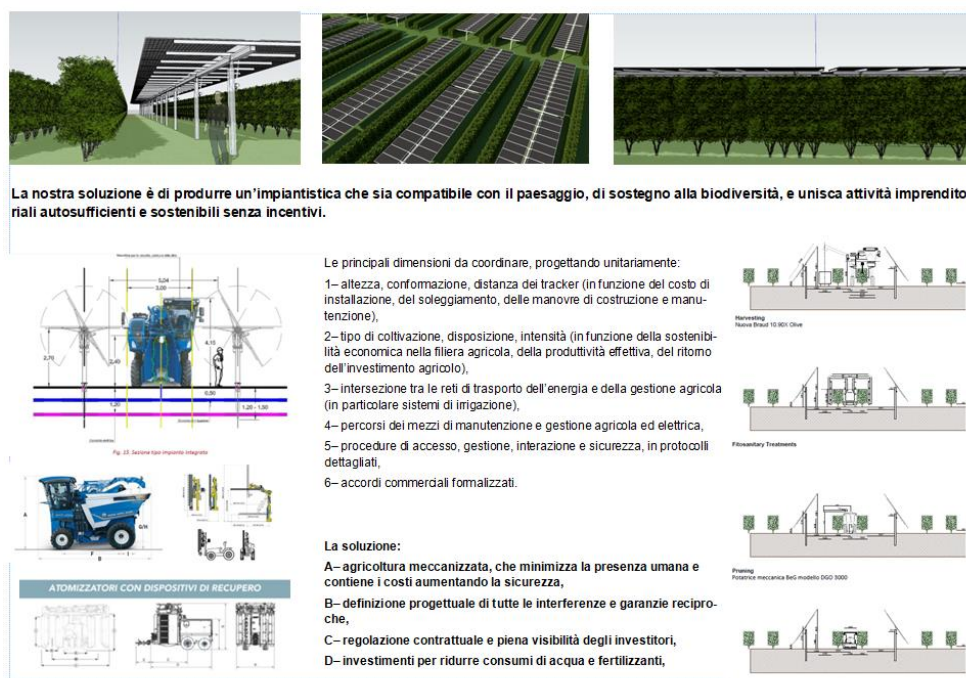 La nostra soluzione è di produrre un'impiantistica che sia compatibile con il paesaggio, di sostegno alla biodiversità, e unisca attività imprendito
riali autosufficienti e sostenibili senza incentivi.
5,04
3,00
2,70
2,40
4,15
0,50
1,20
1,20 - 1,50
Fig. 15. Sezione tipo impianto integrato
A
B
F
I
G/H
ATOMIZZATORI CON DISPOSITIVI DI RECUPERO
Le principali dimensioni da coordinare, progettando unitariamente:
1– altezza, conformazione, distanza dei tracker (in funzione del costo di
installazione, del soleggiamento, delle manovre di costruzione e manu-
tenzione),
2– tipo di coltivazione, disposizione, intensità (in funzione della sostenibi-
lità economica nella filiera agricola, della produttività effettiva, del ritorno
dell'investimento agricolo),
3– intersezione tra le reti di trasporto dell'energia e della gestione agricola
(in particolare sistemi di irrigazione),
4– percorsi dei mezzi di manutenzione e gestione agricola ed elettrica,
5– procedure di accesso, gestione, interazione e sicurezza, in protocolli
dettagliati,
6– accordi commerciali formalizzati.
La soluzione:
A– agricoltura meccanizzata, che minimizza la presenza umana e
contiene i costi aumentando la sicurezza,
B– definizione progettuale di tutte le interferenze e garanzie recipro-
che,
C– regolazione contrattuale e piena visibilità degli investitori,
D– investimenti per ridurre consumi di acqua e fertilizzanti,
Harvesting
Nuova Braud 10.90X Olive
Fitosanitary Treatments
Pruning
Potatrice meccanica BeG modello DGO 3000